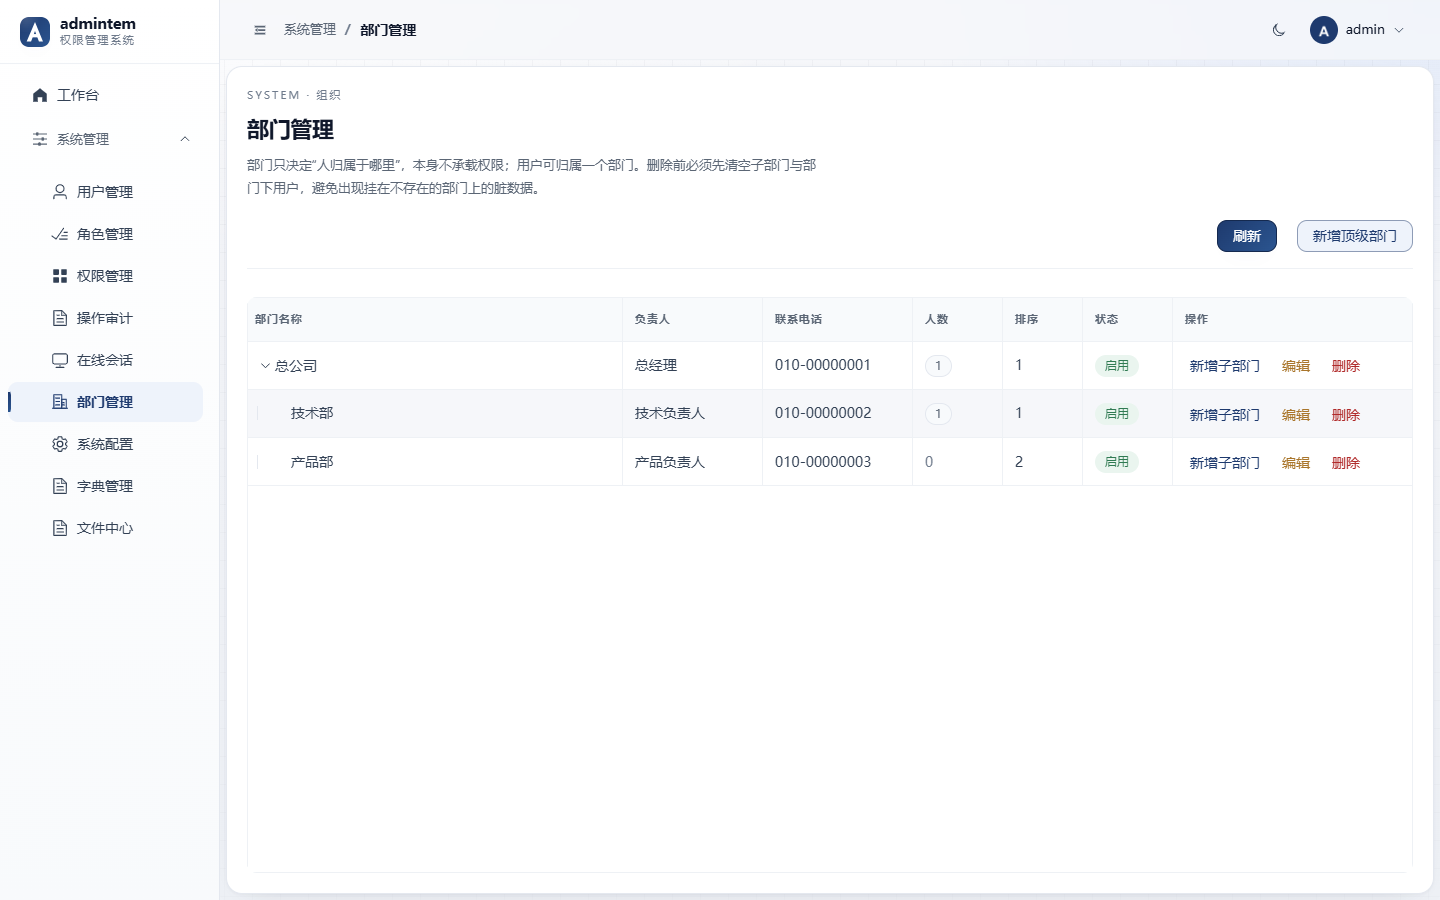 admintem
权限管理系统
工作台
系统管理
用户管理
角色管理
权限管理
操作审计
在线会话
部门管理
系统配置
字典管理
文件中心
系统管理 / 部门管理
A admin
SYSTEM · 组织
部门管理
部门只决定“人归属于哪里”，本身不承载权限；用户可归属一个部门。删除前必须先清空子部门与部
门下用户，避免出现挂在不存在的部门上的脏数据。
刷新 新增顶级部门
部门名称 负责人 联系电话 人数 排序 状态 操作
总公司 总经理 010-00000001 1 1 启用 新增子部门 编辑 删除
技术部 技术负责人 010-00000002 1 1 启用 新增子部门 编辑 删除
产品部 产品负责人 010-00000003 0 2 启用 新增子部门 编辑 删除